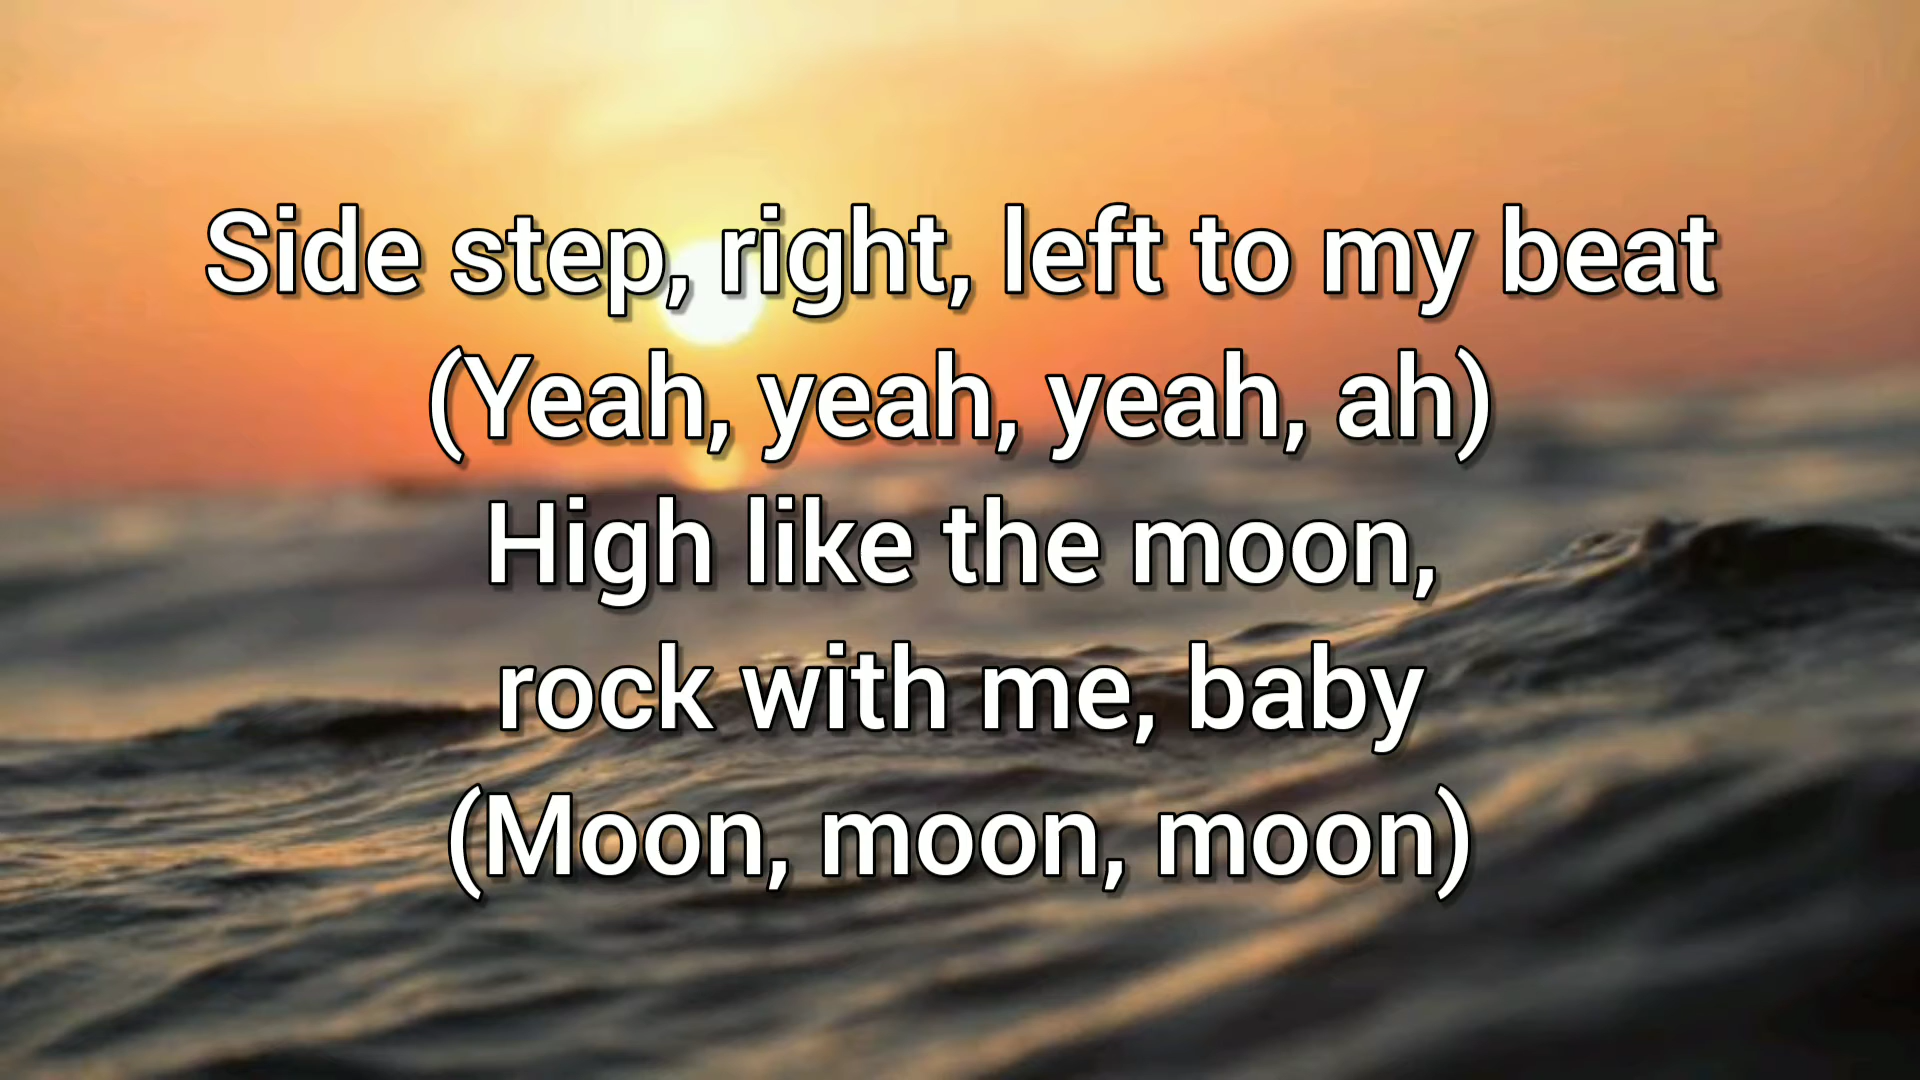 Side step, right, left to my beat
(Yeah, yeah, yeah, ah)
High like the moon,
rock with me, baby
(Moon, moon, moon)